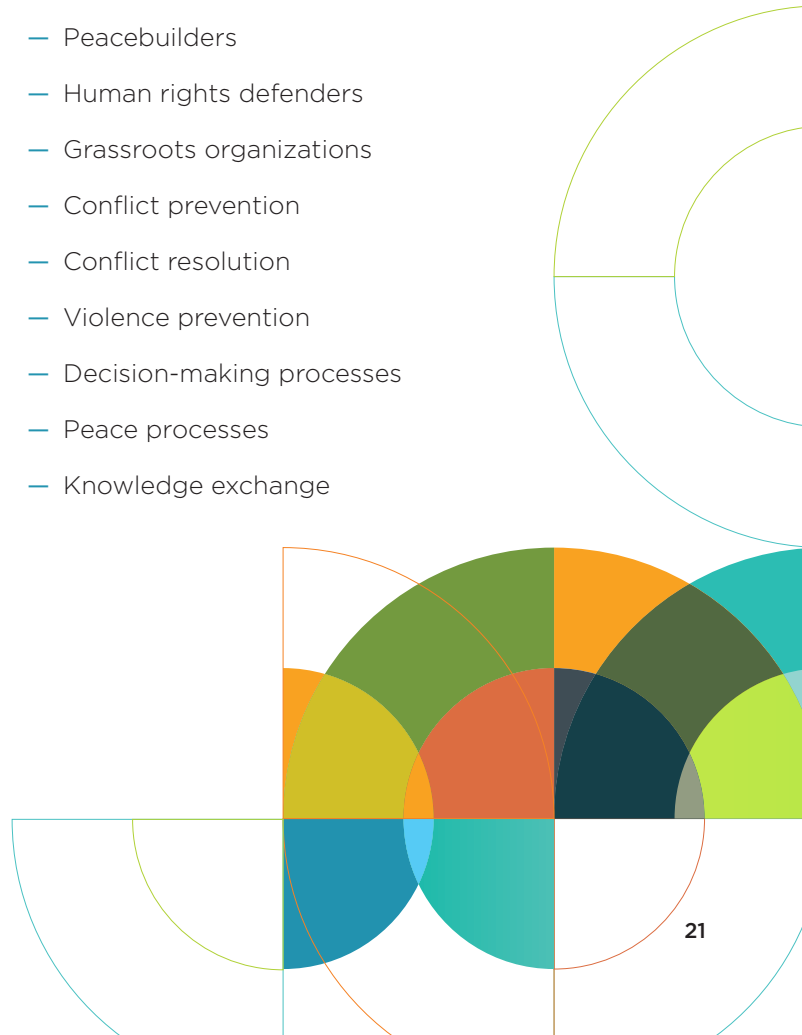 — Peacebuilders
— Human rights defenders
— Grassroots organizations
— Conflict prevention
— Conflict resolution
— Violence prevention
— Decision-making processes
— Peace processes
— Knowledge exchange
21